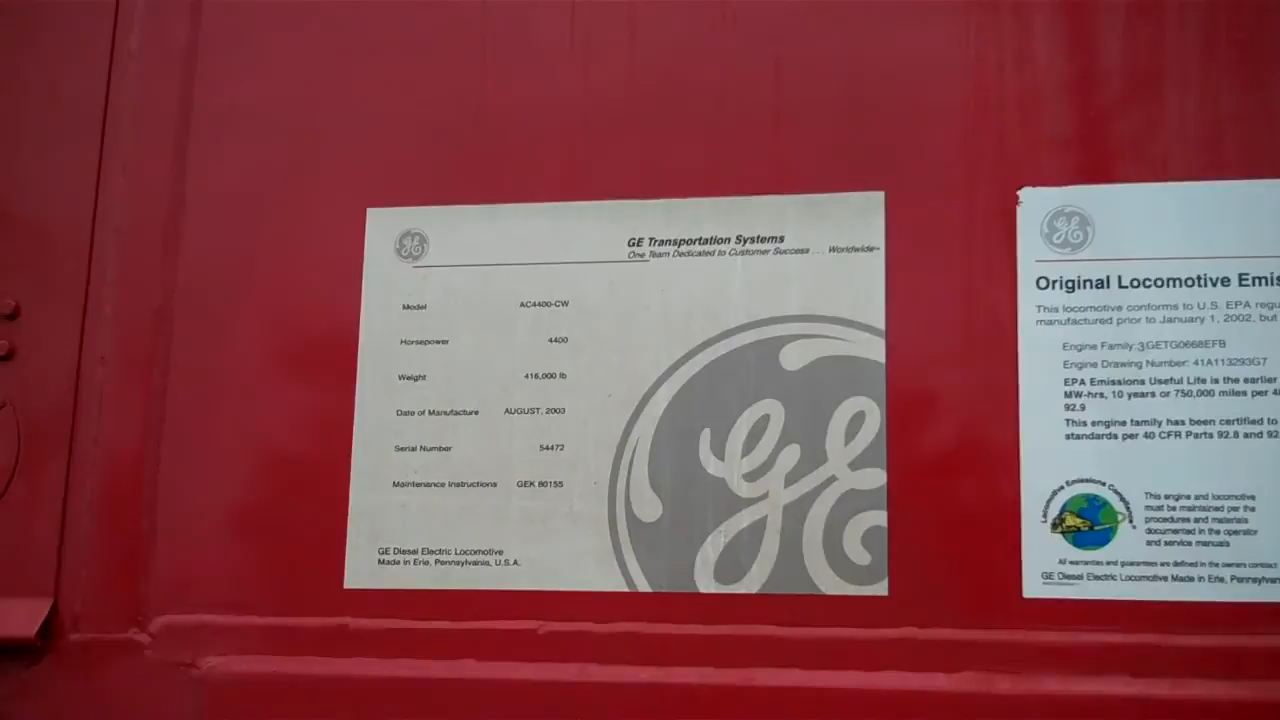 GE
GE Transportation Systems
One Team Dedicated to Customer Success . . . Worldwide
Model AC4400-CW
Horsepower 4400
Weight 416,000 lb
Date of Manufacture AUGUST, 2003
Serial Number 54472
Maintenance Instructions GEK 80155
GE Diesel Electric Locomotive
Made in Erie, Pennsylvania, U.S.A.
GE
GE
Original Locomotive Emis
This locomotive conforms to U.S. EPA regu
manufactured prior to January 1, 2002, but
Engine Family:3GETG0668EFB
Engine Drawing Number: 41A113293G7
EPA Emissions Useful Life is the earlier
MW-hrs, 10 years or 750,000 miles per 4
92.9
This engine family has been certified to
standards per 40 CFR Parts 92.8 and 92
Locomotive Emissions Compliance
This engine and locomotive
must be maintained per the
procedures and materials
documented in the operator
and service manuals
All warranties and guarantees are defined in the owners contract
GE Diesel Electric Locomotive Made in Erie, Pennsylvan